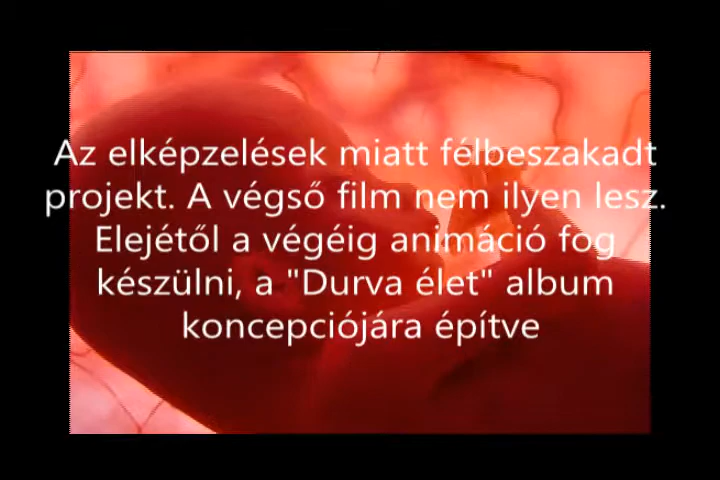 Az elképzelések miatt félbeszakadt
projekt. A végső film nem ilyen lesz.
Elejétől a végéig animáció fog
készülni, a "Durva élet" album
koncepciójára építve